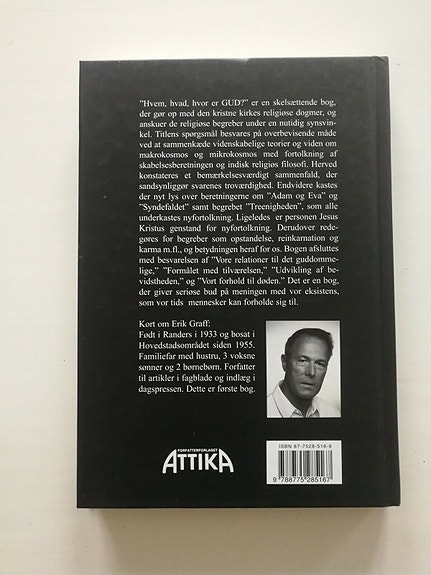 "Hvem, hvad, hvor er GUD?" er en skelsættende bog,
der gør op med den kristne kirkes religiøse dogmer, og
anskuer de religiøse begreber under en nutidig synsvin-
kel. Titlens spørgsmål besvares på overbevisende måde
ved at sammenkæde videnskabelige teorier og viden om
makrokosmos og mikrokosmos med fortolkning af
skabelsesberetningen og indisk religiøs filosofi. Herved
konstateres et bemærkelsesværdigt sammenfald, der
sandsynliggør svarenes troværdighed. Endvidere kastes
der nyt lys over beretningerne om "Adam og Eva" og
"Syndefaldet" samt begrebet "Treenigheden", som alle
underkastes nyfortolkning. Ligeledes er personen Jesus
Kristus genstand for nyfortolkning. Derudover rede-
gøres for begreber som opstandelse, reinkarnation og
karma m.fl., og betydningen heraf for os. Bogen afsluttes
med besvarelsen af "Vore relationer til det guddomme-
lige," "Formålet med tilværelsen," "Udvikling af be-
vidstheden," og "Vort forhold til døden." Det er en bog,
der giver seriøse bud på meningen med vor eksistens,
som vor tids mennesker kan forholde sig til.
Kort om Erik Graff:
Født i Randers i 1933 og bosat i
Hovedstadsområdet siden 1955.
Familiefar med hustru, 3 voksne
sønner og 2 børnebørn. Forfatter
til artikler i fagblade og indlæg i
dagspressen. Dette er første bog.
FORFATTERFORLAGET
ATTIKA
ISBN 87-7528-516-9
9 788775 285167